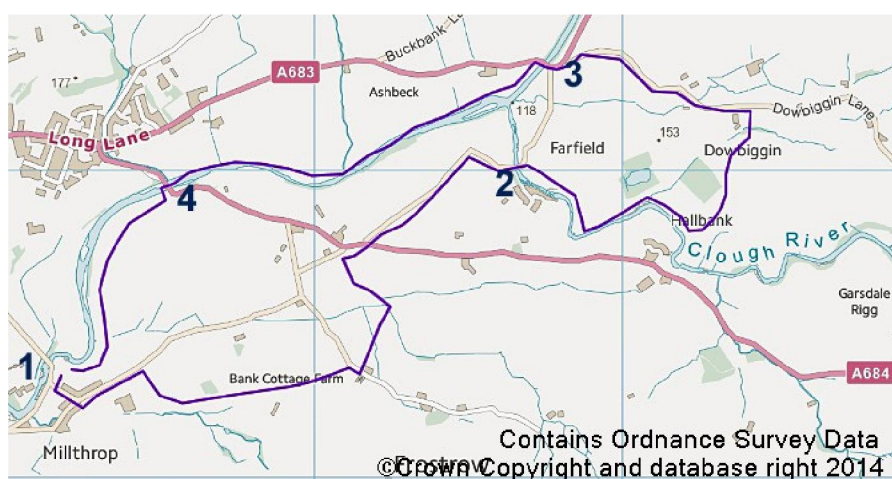 Buckbank L
A683
177
Ashbeck
3
118
Dowbiggin Lane
Long Lane
Farfield
153
Dowbiggin
2
4
Hallbank
Clough River
Garsdale
Rigg
1
Bank Cottage Farm
A684
Millthrop
Contains Ordnance Survey Data
Frostrow
©Crown Copyright and database right 2014